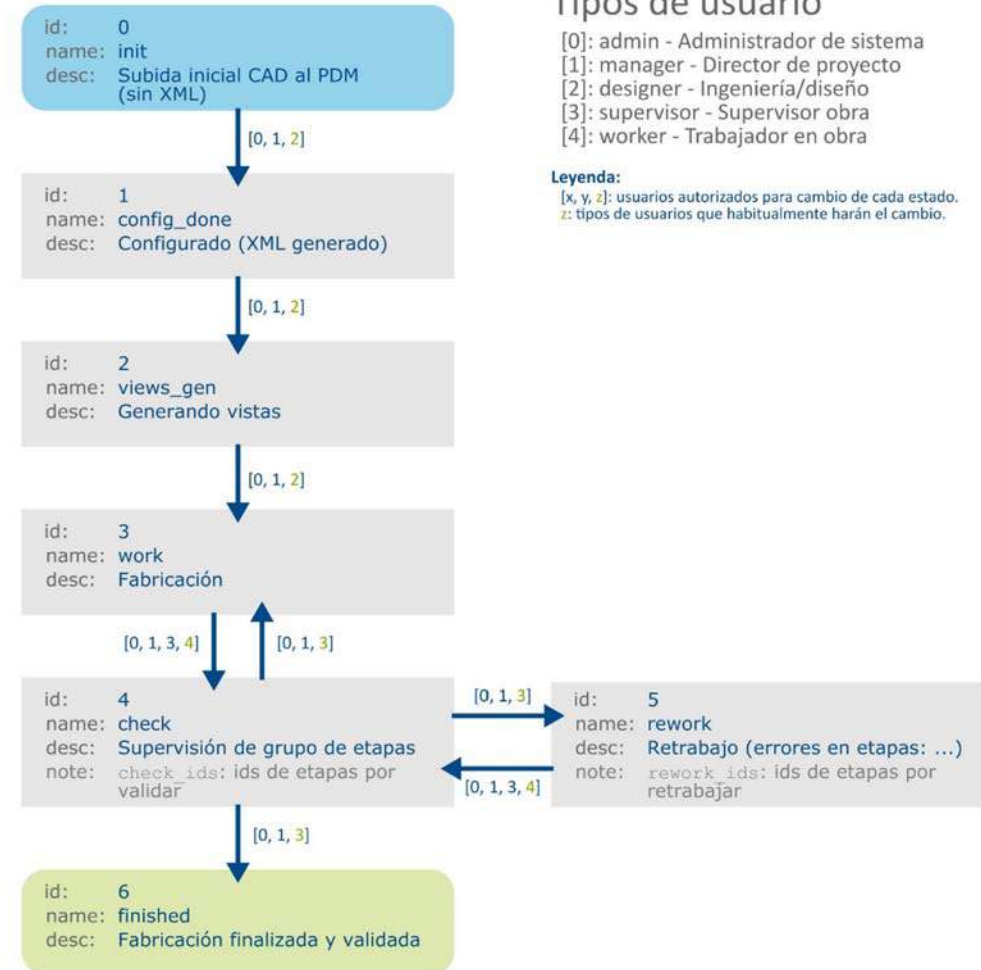 Tipos de usuario
[0]: admin - Administrador de sistema
[1]: manager - Director de proyecto
[2]: designer - Ingeniería/diseño
[3]: supervisor - Supervisor obra
[4]: worker - Trabajador en obra
Leyenda:
[x, y, z]: usuarios autorizados para cambio de cada estado.
z: tipos de usuarios que habitualmente harán el cambio.
id: 0
name: init
desc: Subida inicial CAD al PDM
(sin XML)
[0, 1, 2]
id: 1
name: config_done
desc: Configurado (XML generado)
[0, 1, 2]
id: 2
name: views_gen
desc: Generando vistas
[0, 1, 2]
id: 3
name: work
desc: Fabricación
[0, 1, 3, 4]
[0, 1, 3]
id: 4
name: check
desc: Supervisión de grupo de etapas
note: check_ids: ids de etapas por
validar
[0, 1, 3]
[0, 1, 3, 4]
id: 5
name: rework
desc: Retrabajo (errores en etapas: ...)
note: rework_ids: ids de etapas por
retrabajar
[0, 1, 3]
id: 6
name: finished
desc: Fabricación finalizada y validada